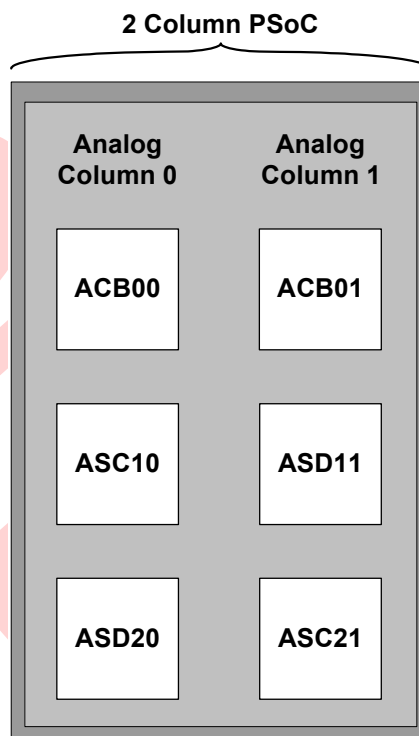 2 Column PSoC
Analog
Column 0
Analog
Column 1
ACB00
ACB01
ASC10
ASD11
ASD20
ASC21